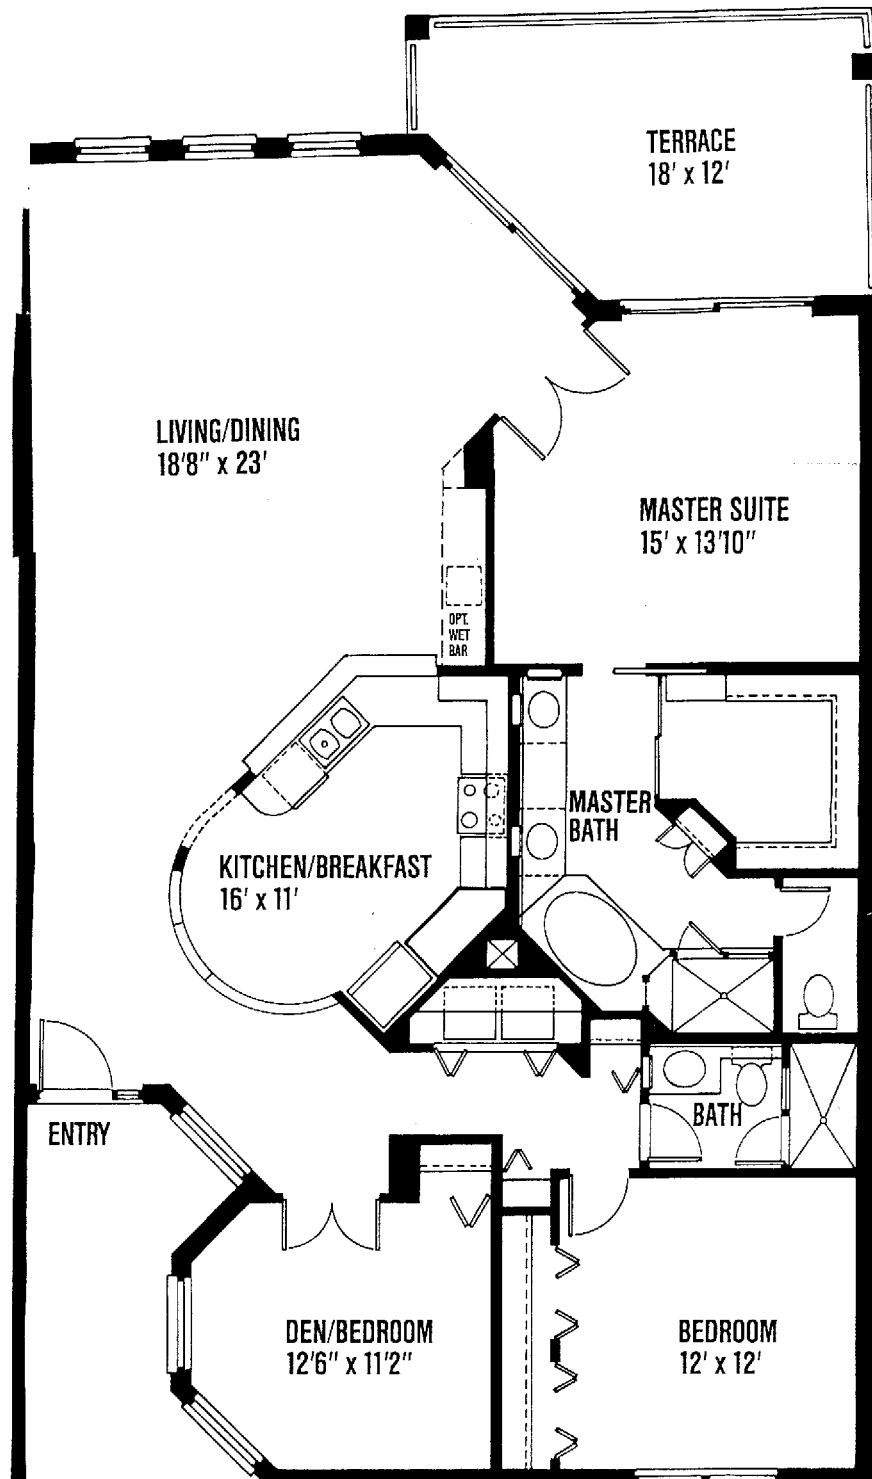 TERRACE
18' x 12'
LIVING/DINING
18'8" x 23'
MASTER SUITE
15' x 13'10"
OPT.
WET
BAR
MASTER
BATH
KITCHEN/BREAKFAST
16' x 11'
ENTRY
BATH
DEN/BEDROOM
12'6" x 11'2"
BEDROOM
12' x 12'